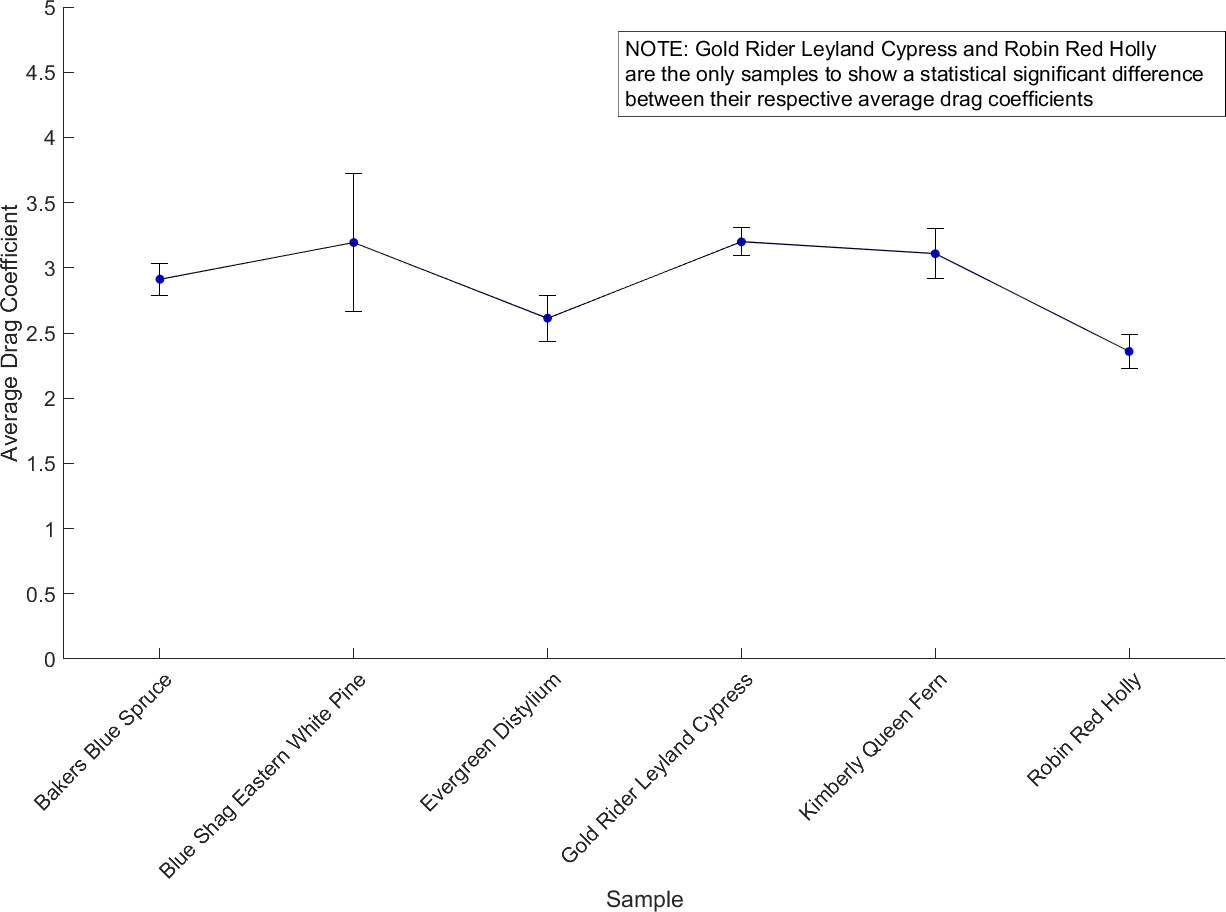 NOTE: Gold Rider Leyland Cypress and Robin Red Holly
are the only samples to show a statistical significant difference
between their respective average drag coefficients
Average Drag Coefficient
5
4.5
4
3.5
3
2.5
2
1.5
1
0.5
0
Bakers Blue Spruce
Blue Shag Eastern White Pine
Evergreen Distylium
Gold Rider Leyland Cypress
Kimberly Queen Fern
Robin Red Holly
Sample